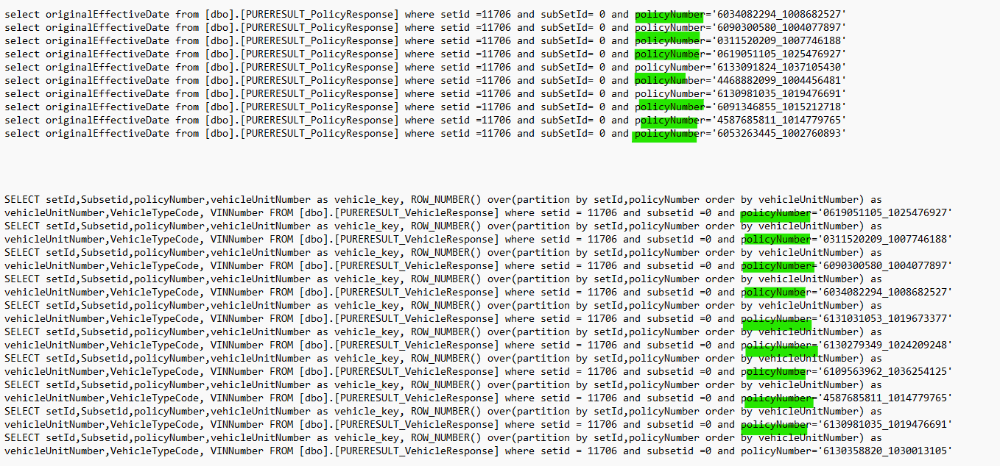 select originalEffectiveDate from [dbo].[PURERESULT_PolicyResponse] where setid =11706 and subSetId= 0 and policyNumber='6034082294_1008682527'
select originalEffectiveDate from [dbo].[PURERESULT_PolicyResponse] where setid =11706 and subSetId= 0 and policyNumber='6090300580_1004077897'
select originalEffectiveDate from [dbo].[PURERESULT_PolicyResponse] where setid =11706 and subSetId= 0 and policyNumber='0311520209_1007746188'
select originalEffectiveDate from [dbo].[PURERESULT_PolicyResponse] where setid =11706 and subSetId= 0 and policyNumber='0619051105_1025476927'
select originalEffectiveDate from [dbo].[PURERESULT_PolicyResponse] where setid =11706 and subSetId= 0 and policyNumber='6133091824_1037105430'
select originalEffectiveDate from [dbo].[PURERESULT_PolicyResponse] where setid =11706 and subSetId= 0 and policyNumber='4468882099_1004456481'
select originalEffectiveDate from [dbo].[PURERESULT_PolicyResponse] where setid =11706 and subSetId= 0 and policyNumber='6130981035_1019476691'
select originalEffectiveDate from [dbo].[PURERESULT_PolicyResponse] where setid =11706 and subSetId= 0 and policyNumber='6091346855_1015212718'
select originalEffectiveDate from [dbo].[PURERESULT_PolicyResponse] where setid =11706 and subSetId= 0 and policyNumber='4587685811_1014779765'
select originalEffectiveDate from [dbo].[PURERESULT_PolicyResponse] where setid =11706 and subSetId= 0 and policyNumber='6053263445_1002760893'
SELECT setId,Subsetid,policyNumber,vehicleUnitNumber as vehicle_key, ROW_NUMBER() over(partition by setId,policyNumber order by vehicleUnitNumber) as
vehicleUnitNumber,VehicleTypeCode, VINNumber FROM [dbo].[PURERESULT_VehicleResponse] where setid = 11706 and subsetid =0 and policyNumber='0619051105_1025476927'
SELECT setId,Subsetid,policyNumber,vehicleUnitNumber as vehicle_key, ROW_NUMBER() over(partition by setId,policyNumber order by vehicleUnitNumber) as
vehicleUnitNumber,VehicleTypeCode, VINNumber FROM [dbo].[PURERESULT_VehicleResponse] where setid = 11706 and subsetid =0 and policyNumber='0311520209_1007746188'
SELECT setId,Subsetid,policyNumber,vehicleUnitNumber as vehicle_key, ROW_NUMBER() over(partition by setId,policyNumber order by vehicleUnitNumber) as
vehicleUnitNumber,VehicleTypeCode, VINNumber FROM [dbo].[PURERESULT_VehicleResponse] where setid = 11706 and subsetid =0 and policyNumber='6090300580_1004077897'
SELECT setId,Subsetid,policyNumber,vehicleUnitNumber as vehicle_key, ROW_NUMBER() over(partition by setId,policyNumber order by vehicleUnitNumber) as
vehicleUnitNumber,VehicleTypeCode, VINNumber FROM [dbo].[PURERESULT_VehicleResponse] where setid = 11706 and subsetid =0 and policyNumber='6034082294_1008682527'
SELECT setId,Subsetid,policyNumber,vehicleUnitNumber as vehicle_key, ROW_NUMBER() over(partition by setId,policyNumber order by vehicleUnitNumber) as
vehicleUnitNumber,VehicleTypeCode, VINNumber FROM [dbo].[PURERESULT_VehicleResponse] where setid = 11706 and subsetid =0 and policyNumber='6131031053_1019673377'
SELECT setId,Subsetid,policyNumber,vehicleUnitNumber as vehicle_key, ROW_NUMBER() over(partition by setId,policyNumber order by vehicleUnitNumber) as
vehicleUnitNumber,VehicleTypeCode, VINNumber FROM [dbo].[PURERESULT_VehicleResponse] where setid = 11706 and subsetid =0 and policyNumber='6130279349_1024209248'
SELECT setId,Subsetid,policyNumber,vehicleUnitNumber as vehicle_key, ROW_NUMBER() over(partition by setId,policyNumber order by vehicleUnitNumber) as
vehicleUnitNumber,VehicleTypeCode, VINNumber FROM [dbo].[PURERESULT_VehicleResponse] where setid = 11706 and subsetid =0 and policyNumber='6109563962_1036254125'
SELECT setId,Subsetid,policyNumber,vehicleUnitNumber as vehicle_key, ROW_NUMBER() over(partition by setId,policyNumber order by vehicleUnitNumber) as
vehicleUnitNumber,VehicleTypeCode, VINNumber FROM [dbo].[PURERESULT_VehicleResponse] where setid = 11706 and subsetid =0 and policyNumber='4587685811_1014779765'
SELECT setId,Subsetid,policyNumber,vehicleUnitNumber as vehicle_key, ROW_NUMBER() over(partition by setId,policyNumber order by vehicleUnitNumber) as
vehicleUnitNumber,VehicleTypeCode, VINNumber FROM [dbo].[PURERESULT_VehicleResponse] where setid = 11706 and subsetid =0 and policyNumber='6130981035_1019476691'
SELECT setId,Subsetid,policyNumber,vehicleUnitNumber as vehicle_key, ROW_NUMBER() over(partition by setId,policyNumber order by vehicleUnitNumber) as
vehicleUnitNumber,VehicleTypeCode, VINNumber FROM [dbo].[PURERESULT_VehicleResponse] where setid = 11706 and subsetid =0 and policyNumber='6130358820_1030013105'